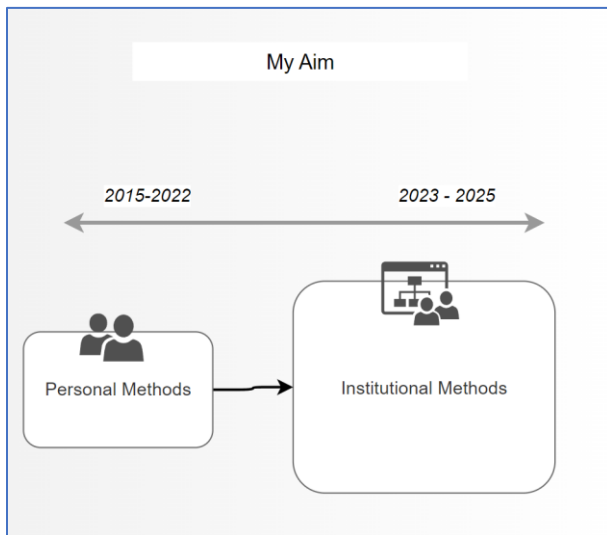 My Aim
2015-2022
2023 - 2025
Personal Methods
Institutional Methods